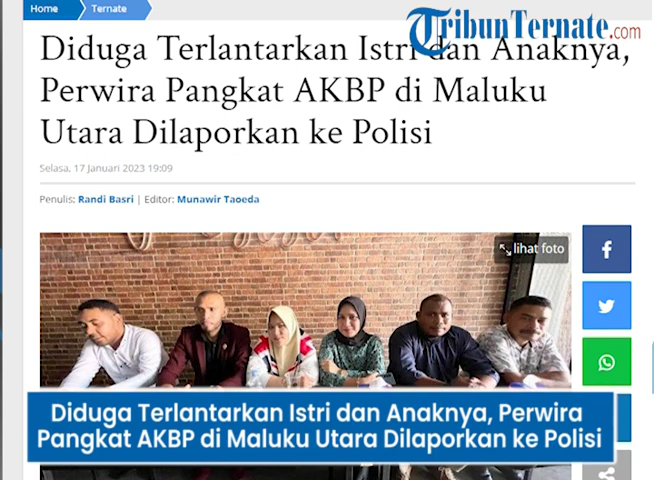 Home
Ternate
TribunTernate.com
Diduga Terlantarkan Istri dan Anaknya,
Perwira Pangkat AKBP di Maluku
Utara Dilaporkan ke Polisi
Selasa, 17 Januari 2023 19:09
Penulis: Randi Basri | Editor: Munawir Taoeda
lihat foto
Diduga Terlantarkan Istri dan Anaknya, Perwira
Pangkat AKBP di Maluku Utara Dilaporkan ke Polisi